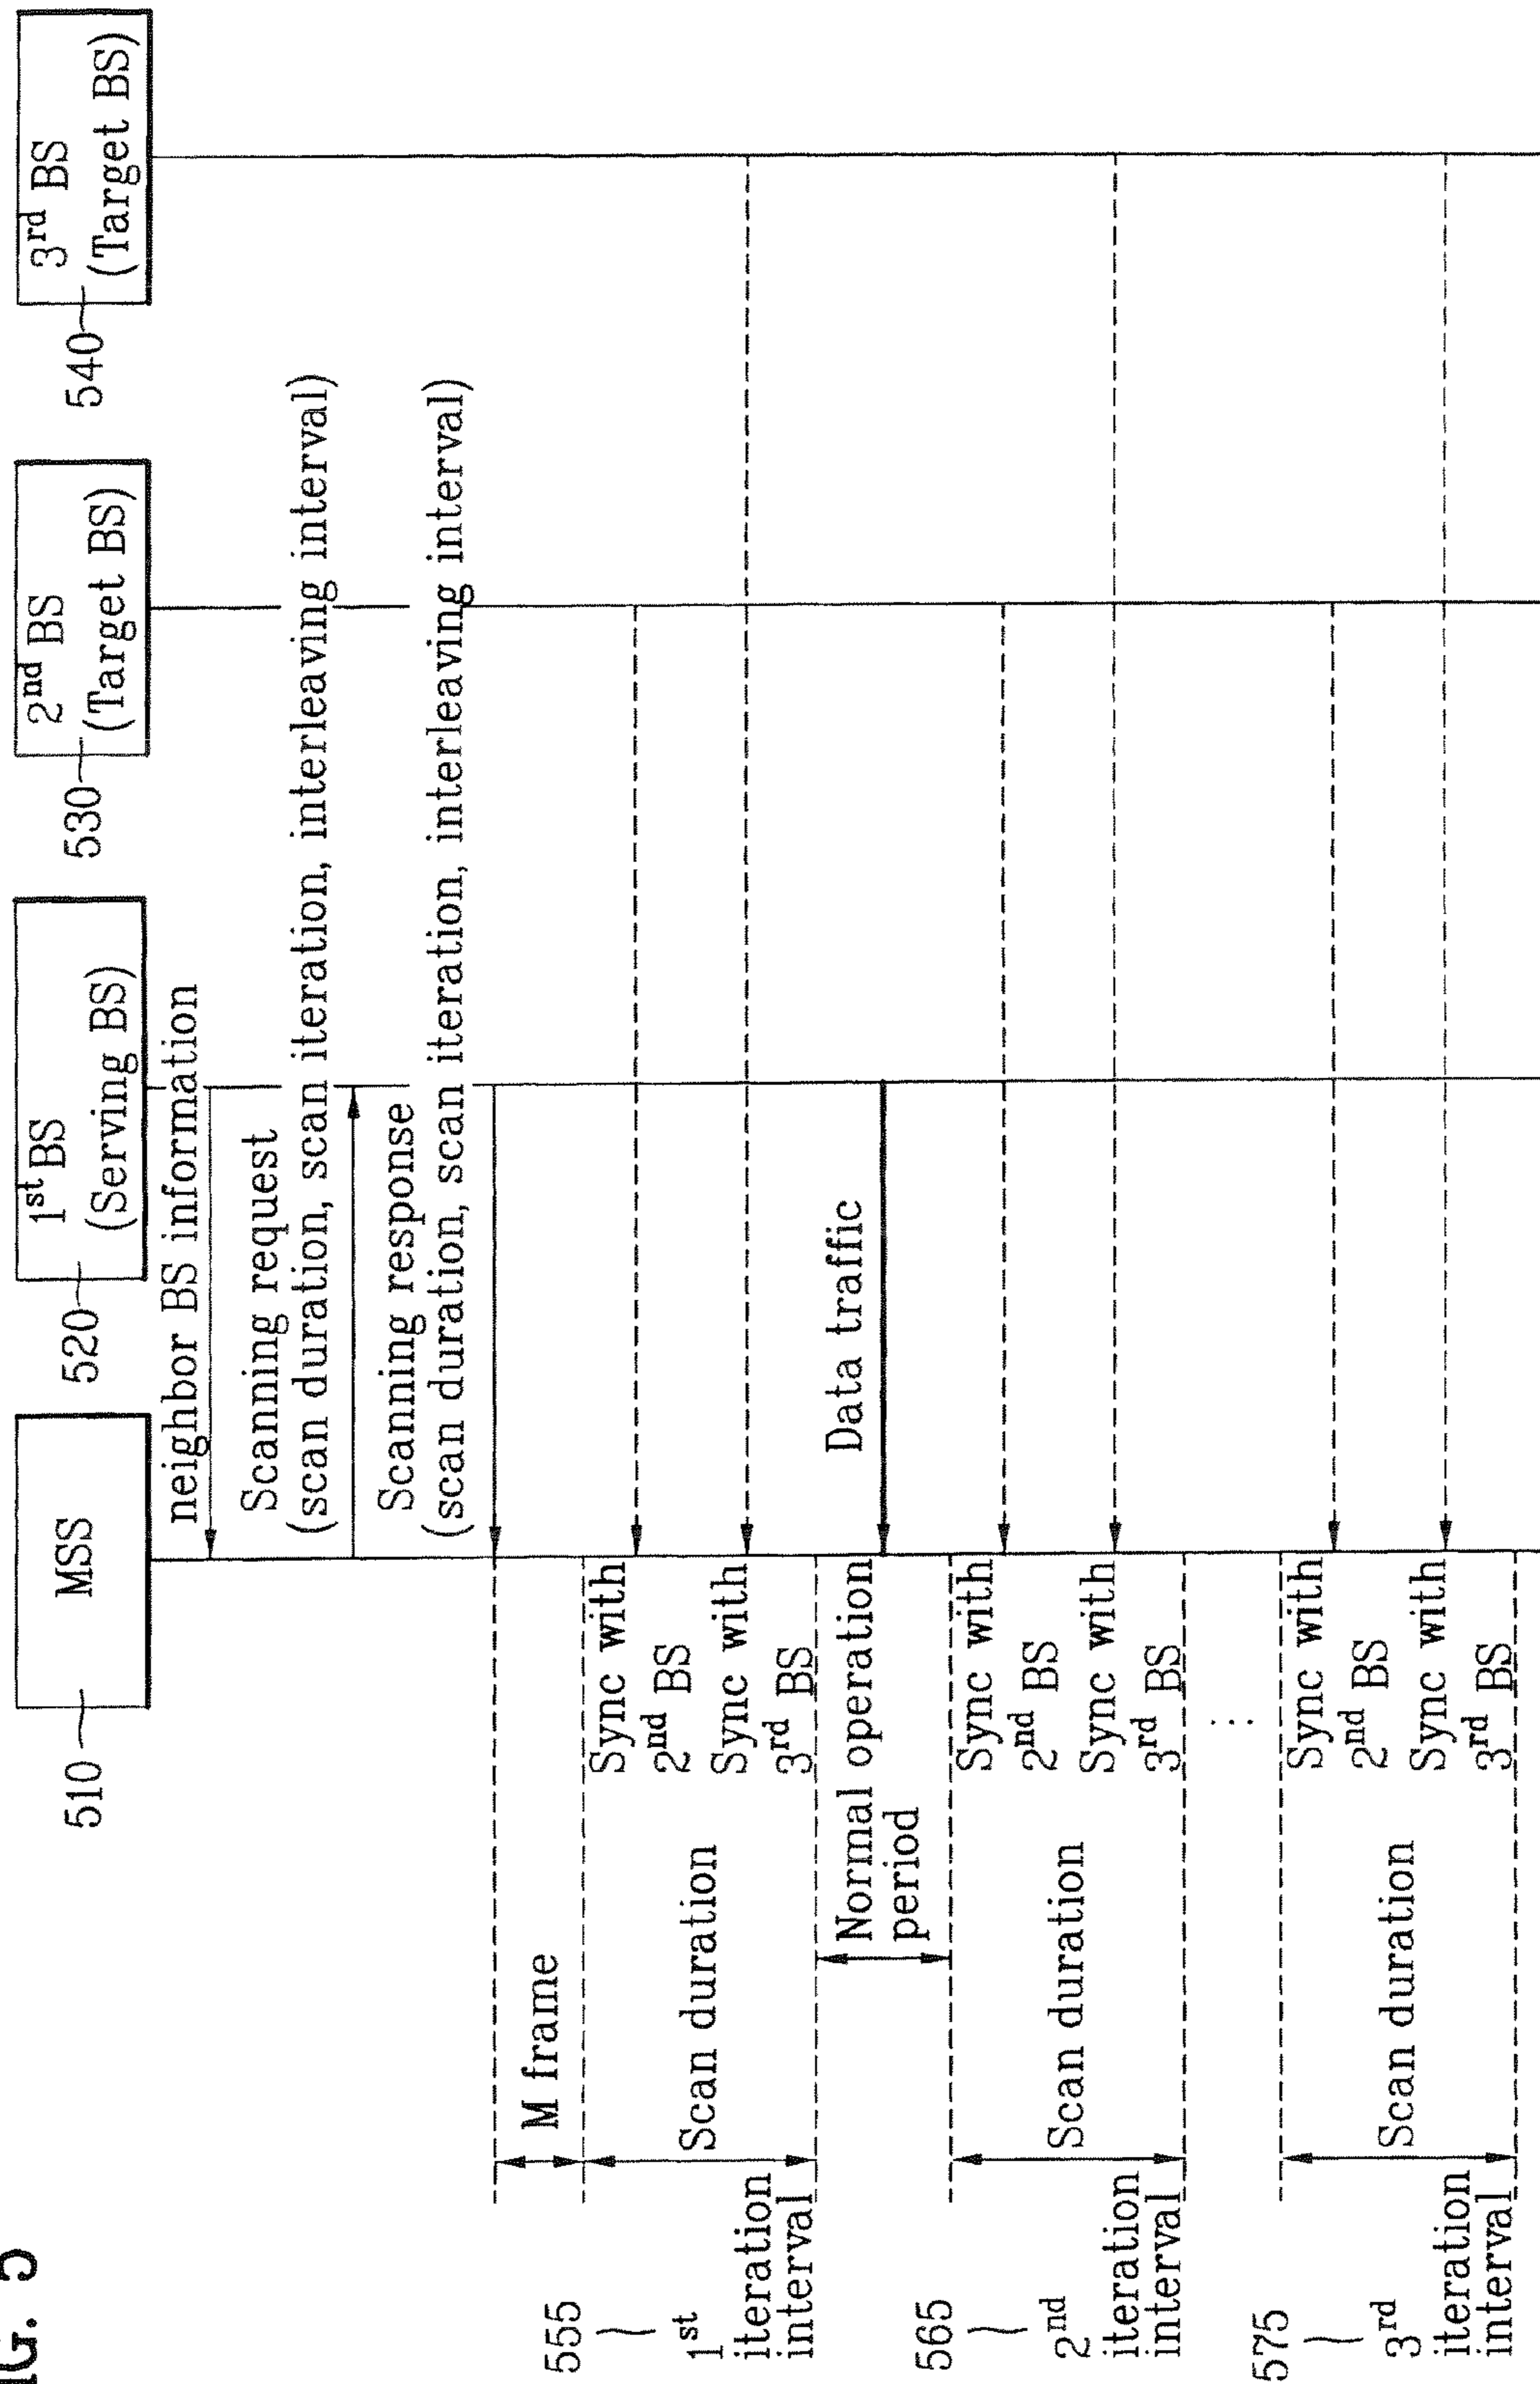 FIG. 5
MSS
510
1st BS
(Serving BS)
520
2nd BS
(Target BS)
530
3rd BS
(Target BS)
540
neighbor BS information
Scanning request
(scan duration, scan iteration, interleaving interval)
Scanning response
(scan duration, scan iteration, interleaving interval)
M frame
555
1st
iteration
interval
Scan duration
Sync with
2nd BS
Sync with
3rd BS
Normal operation
period
Data traffic
565
2nd
iteration
interval
Scan duration
Sync with
2nd BS
Sync with
3rd BS
⋮
575
3rd
iteration
interval
Scan duration
Sync with
2nd BS
Sync with
3rd BS